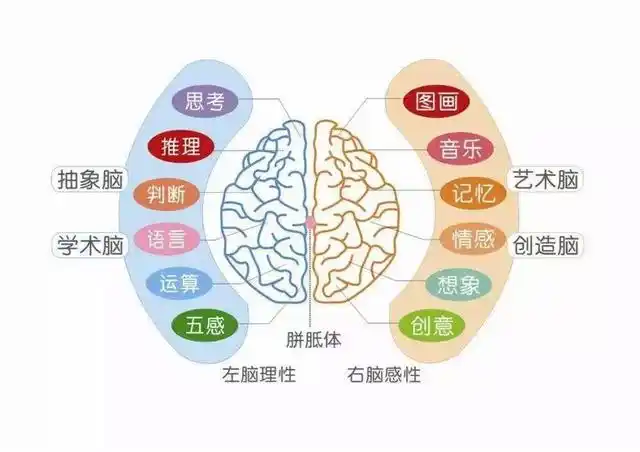 思考
推理
判断
语言
运算
五感
抽象脑
学术脑
图画
音乐
记忆
情感
想象
创意
艺术脑
创造脑
胼胝体
左脑理性
右脑感性